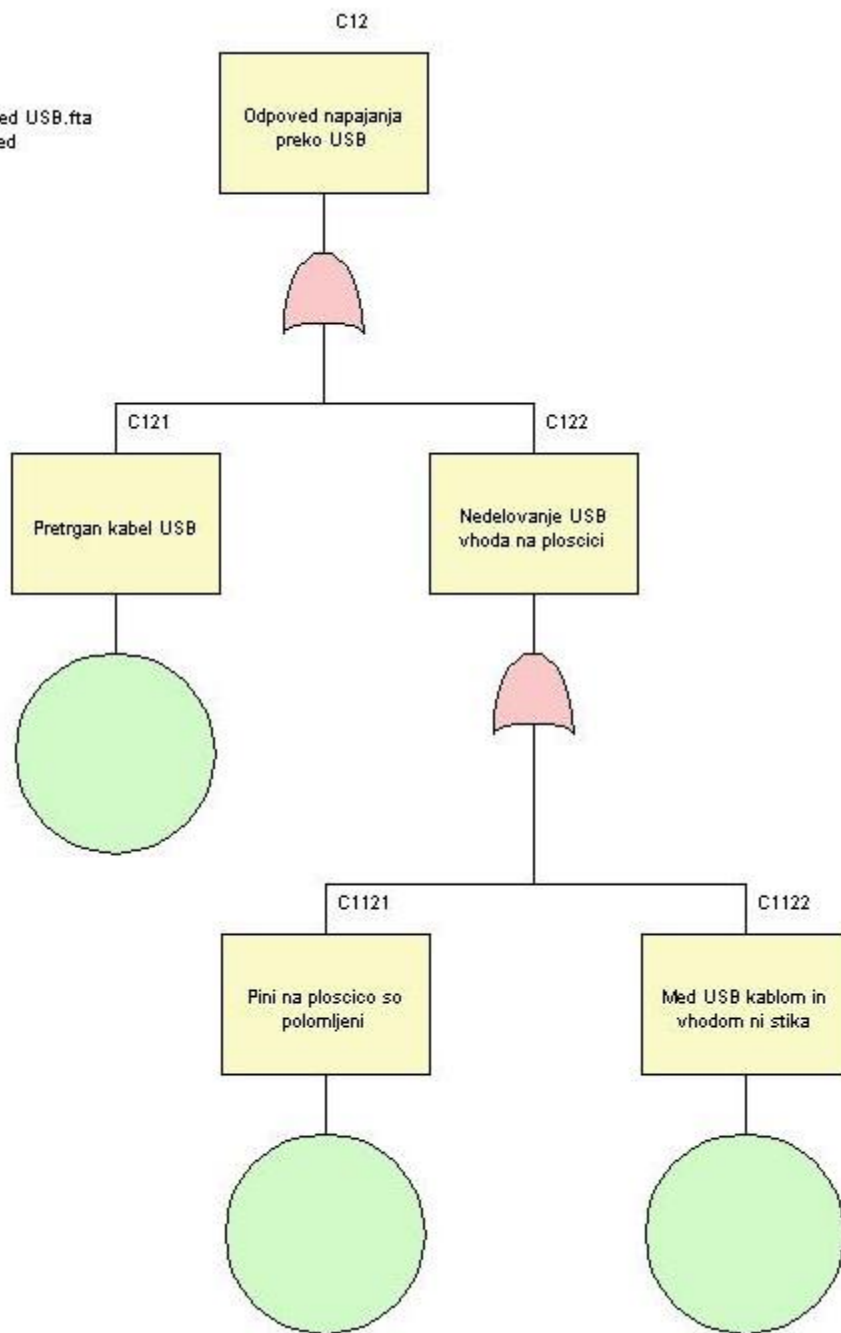 C12
ed USB.fta
ed
Odpoved napajanja
preko USB
C121
C122
Pretrgan kabel USB
Nedelovanje USB
vhoda na ploscici
C1121
C1122
Pini na ploscico so
polomljeni
Med USB kablom in
vhodom ni stika